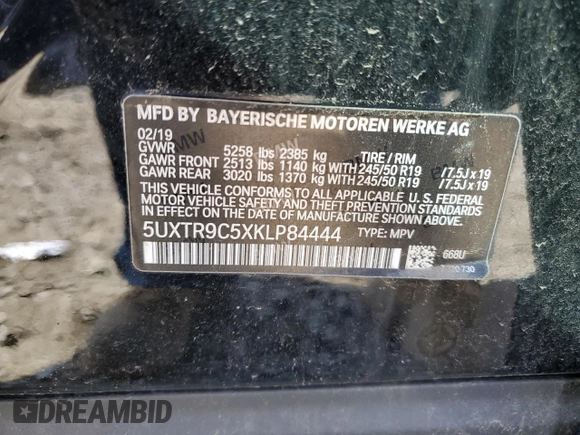 MFD BY BAYERISCHE MOTOREN WERKE AG
02/19
GVWR 5258 lbs 2385 kg TIRE / RIM
GAWR FRONT 2513 lbs 1140 kg WITH 245/50 R19 / 7.5J x 19
GAWR REAR 3020 lbs 1370 kg WITH 245/50 R19 / 7.5J x 19
THIS VEHICLE CONFORMS TO ALL APPLICABLE U. S. FEDERAL
MOTOR VEHICLE SAFETY STANDARDS IN EFFECT ON
THE DATE OF MANUFACTURE SHOWN ABOVE.
5UXTR9C5XKLP84444 TYPE: MPV
668U
730
DREAMBID